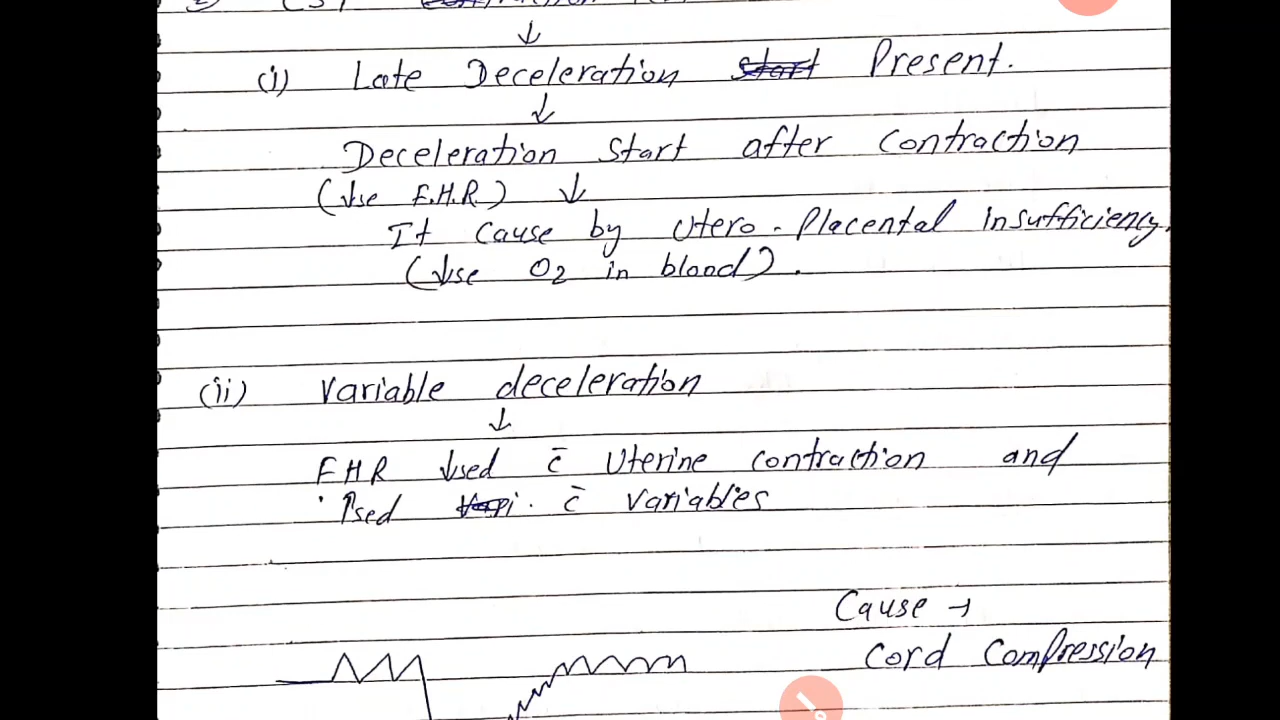 ↓
(i) Late Deceleration start Present.
↓
Deceleration Start after contraction
(↓se F.H.R.) ↓
It cause by Utero-Placental insufficiency.
(↓se O2 in blood).
(ii) Variable deceleration
↓
FHR ↓sed c̄ Uterine contraction and
↑sed c̄ variables
Cause →
Cord Compression